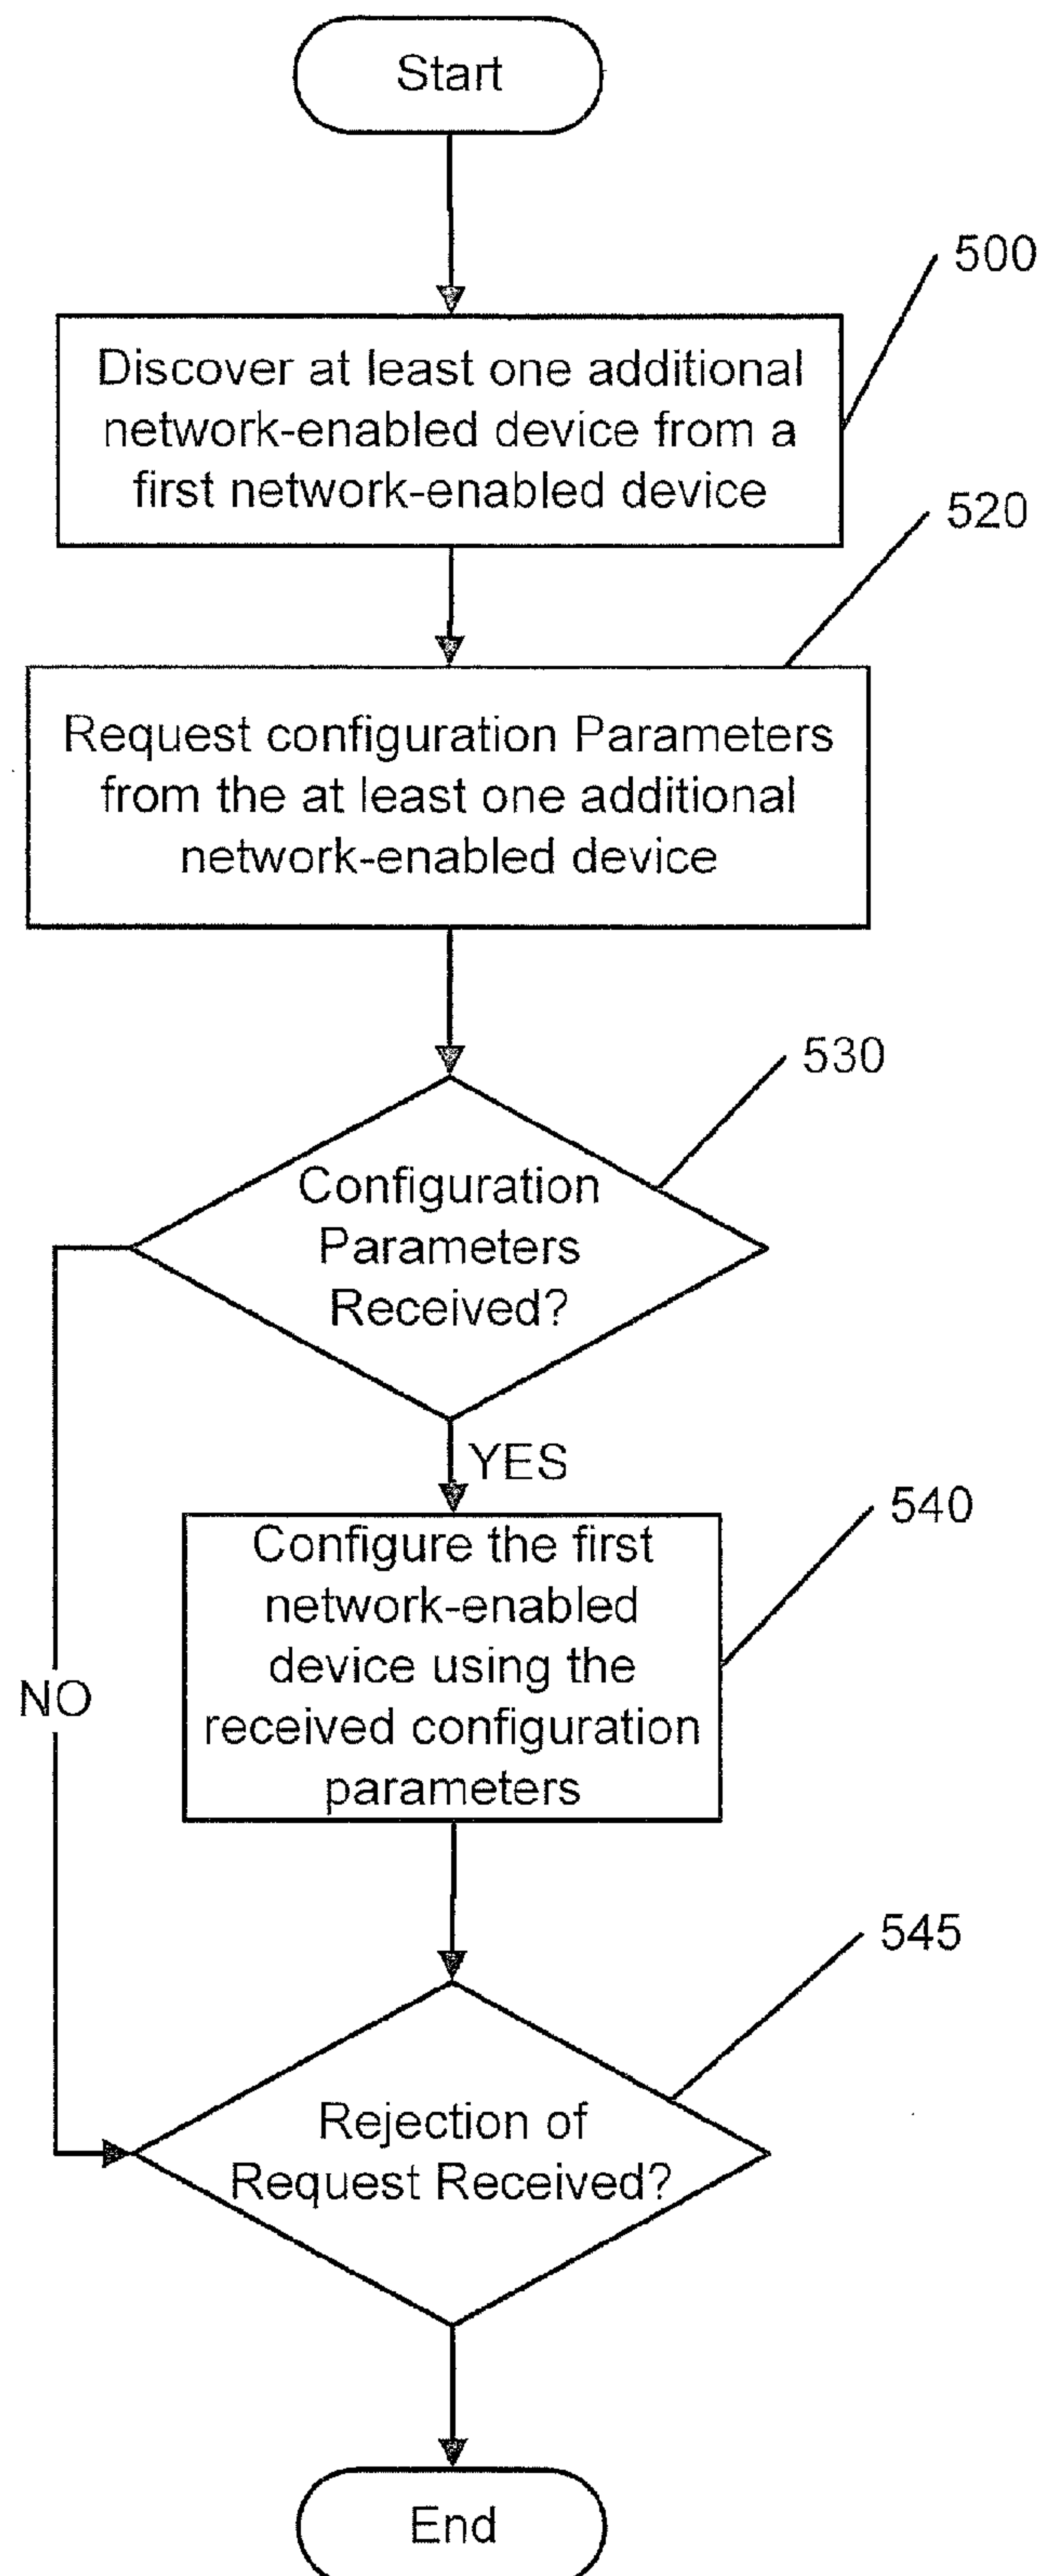 Start
500
Discover at least one additional
network-enabled device from a
first network-enabled device
520
Request configuration Parameters
from the at least one additional
network-enabled device
530
Configuration
Parameters
Received?
YES
540
Configure the first
network-enabled
device using the
received configuration
parameters
NO
545
Rejection of
Request Received?
End